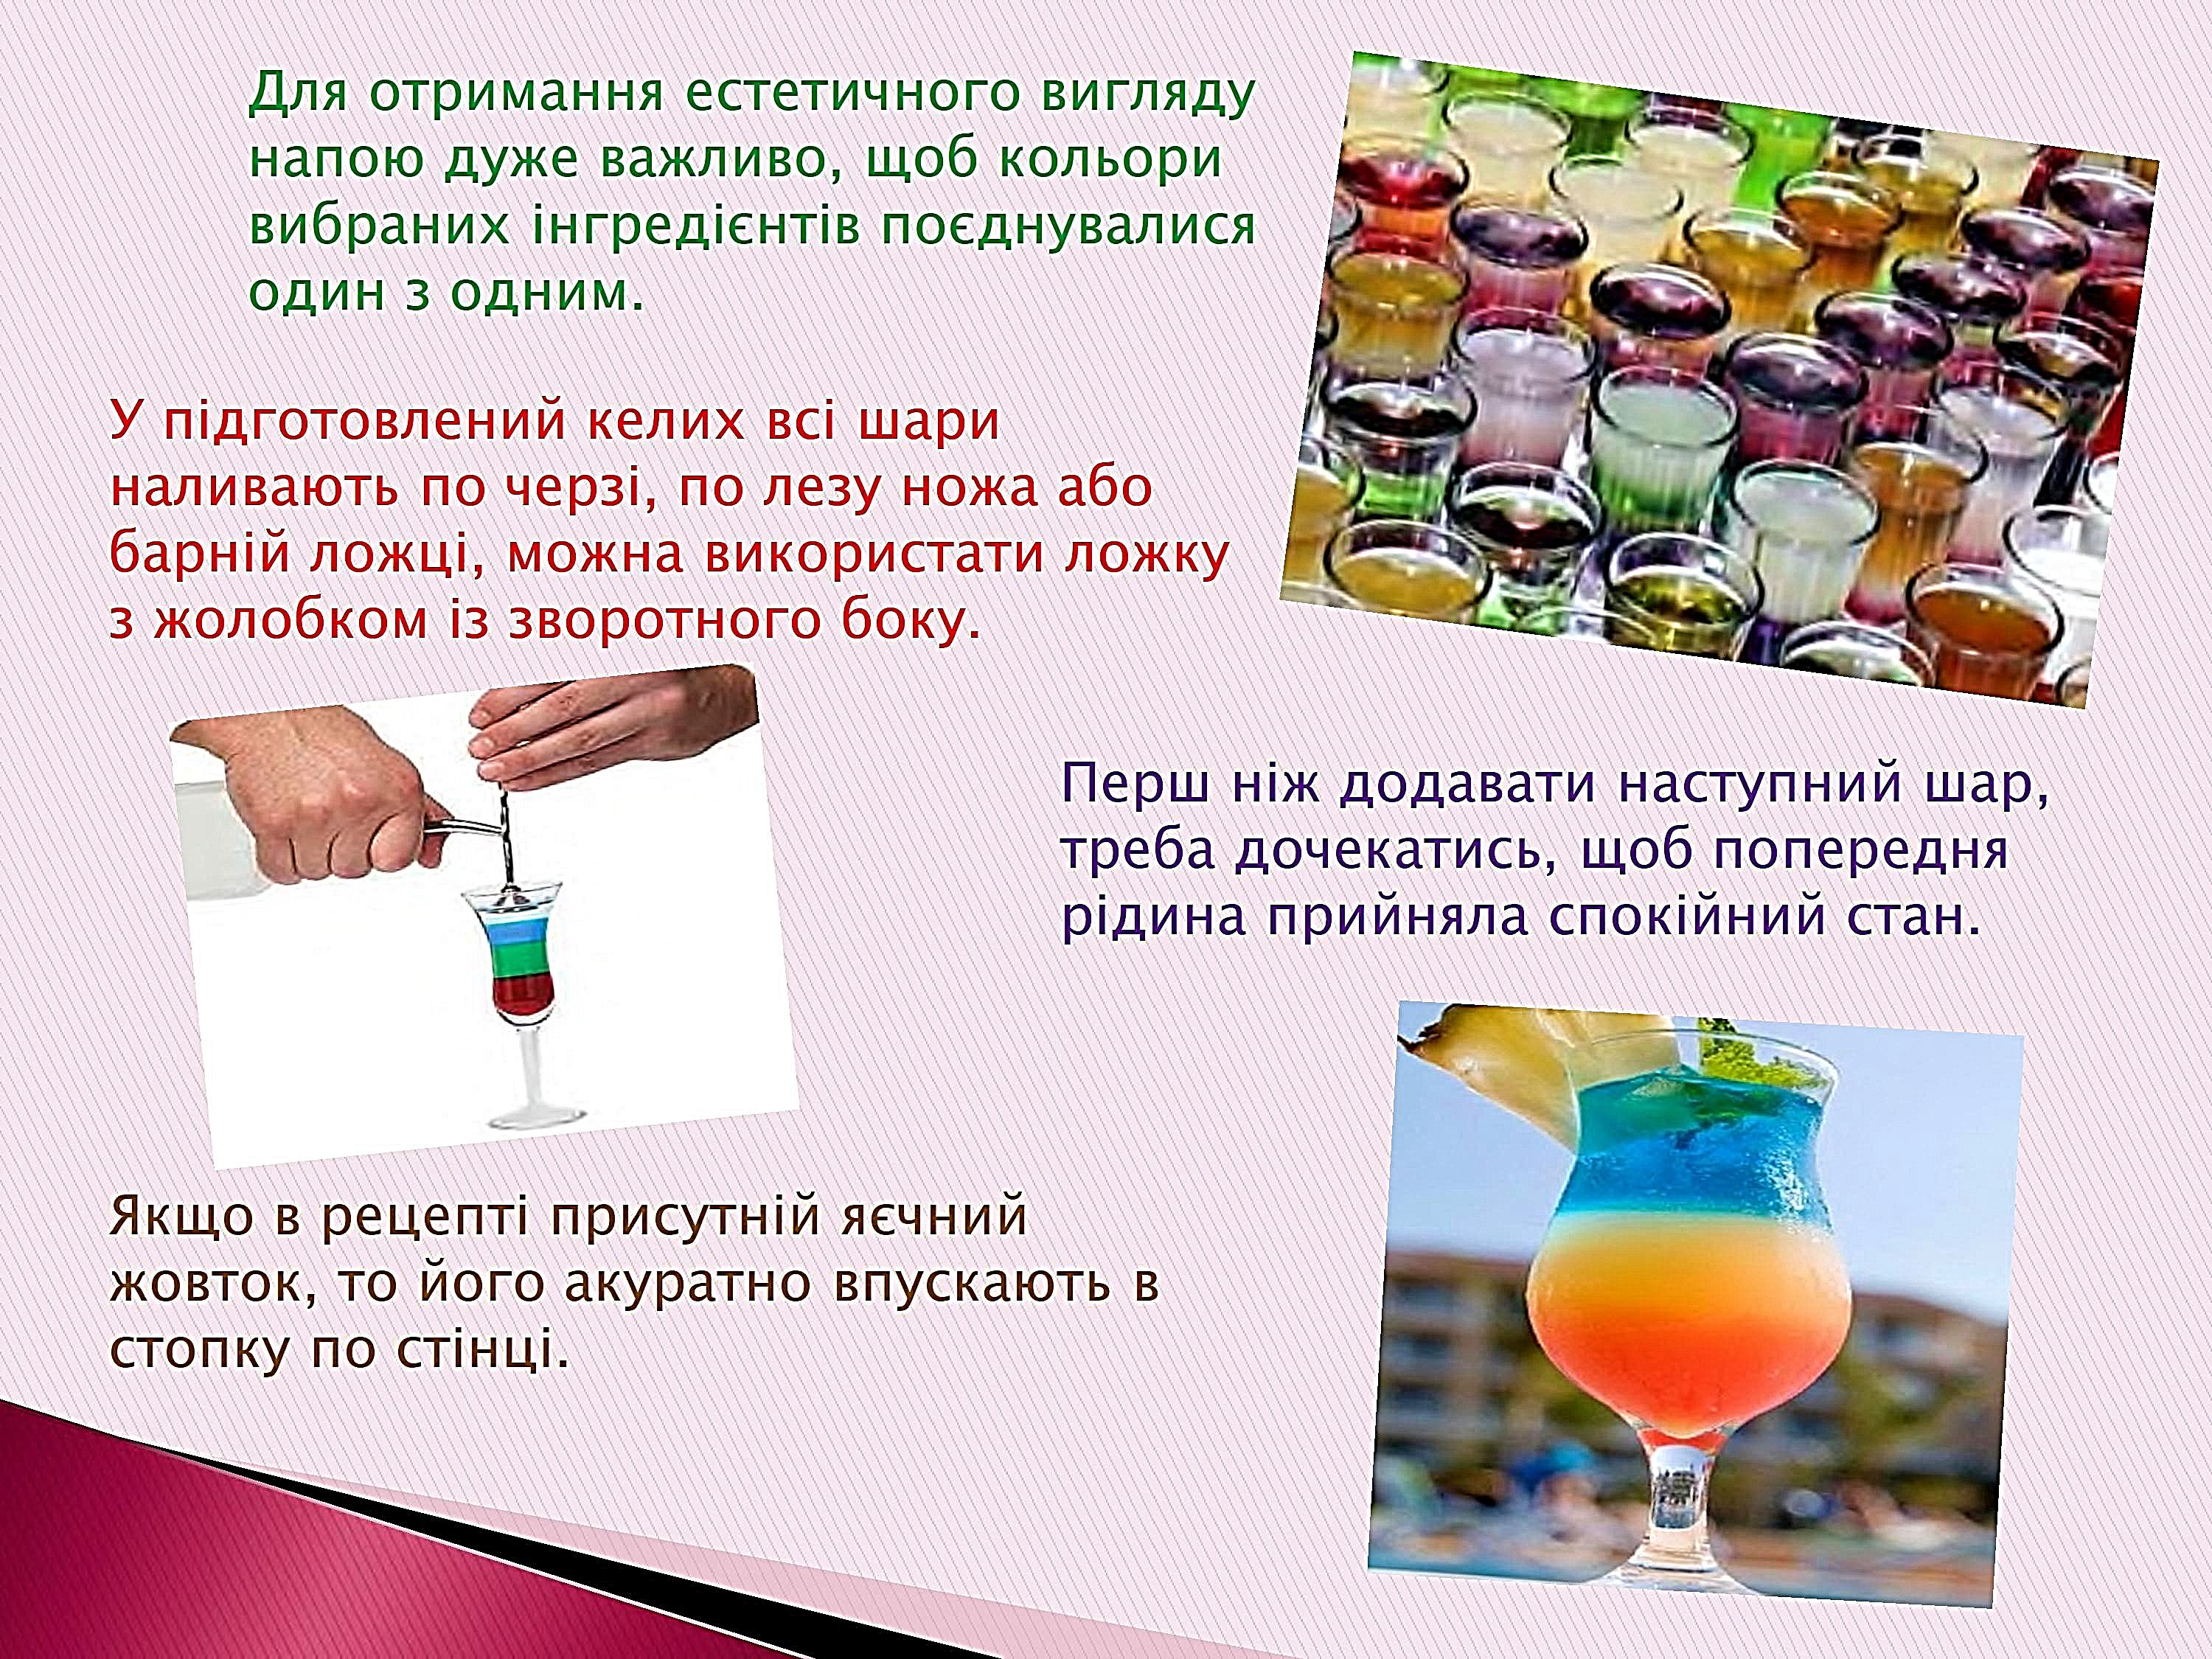 Для отримання естетичного вигляду
напою дуже важливо, щоб кольори
вибраних інгредієнтів поєднувалися
один з одним.
У підготовлений келих всі шари
наливають по черзі, по лезу ножа або
барній ложці, можна використати ложку
з жолобком із зворотного боку.
Перш ніж додавати наступний шар,
треба дочекатись, щоб попередня
рідина прийняла спокійний стан.
Якщо в рецепті присутній яєчний
жовток, то його акуратно впускають в
стопку по стінці.